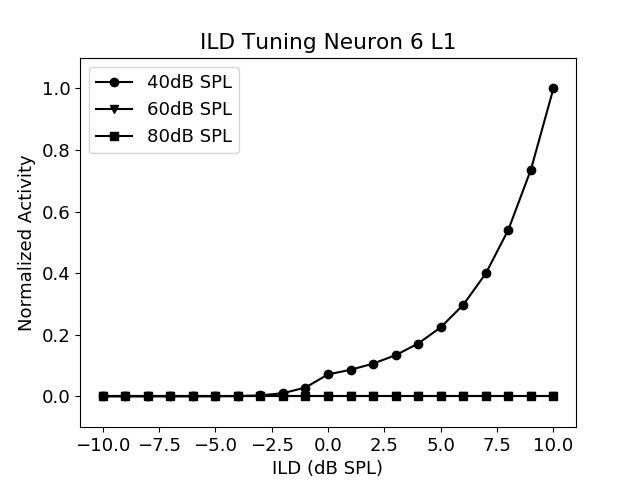 ILD Tuning Neuron 6 L1
40dB SPL
60dB SPL
80dB SPL
1.0
0.8
0.6
0.4
0.2
0.0
Normalized Activity
−10.0 −7.5 −5.0 −2.5 0.0 2.5 5.0 7.5 10.0
ILD (dB SPL)